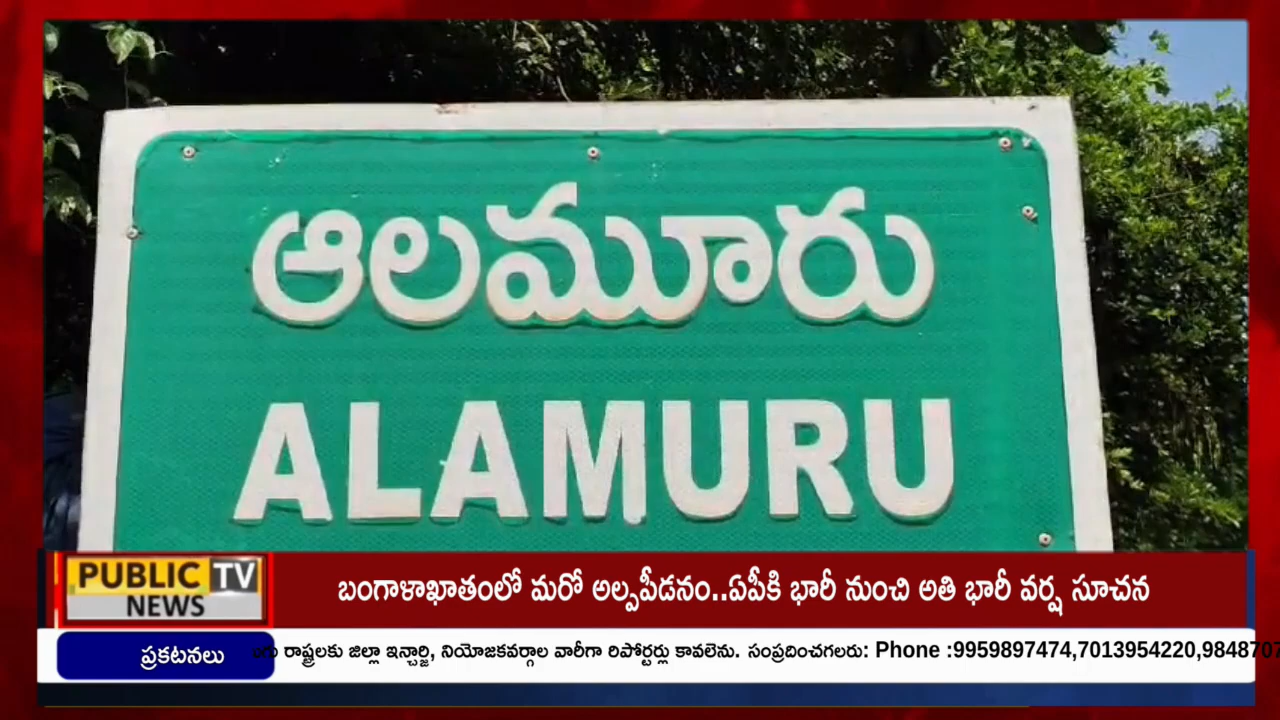 ఆలమూరు
ALAMURU
PUBLIC TV
NEWS
బంగాళాఖాతంలో మరో అల్పపీడనం..ఏపీకి భారీ నుంచి అతి భారీ వర్ష సూచన
ప్రకటనలు
రాష్ట్రలకు జిల్లా ఇన్చార్జి, నియోజకవర్గాల వారీగా రిపోర్టర్లు కావలెను. సంప్రదించగలరు: Phone :9959897474,7013954220,984870